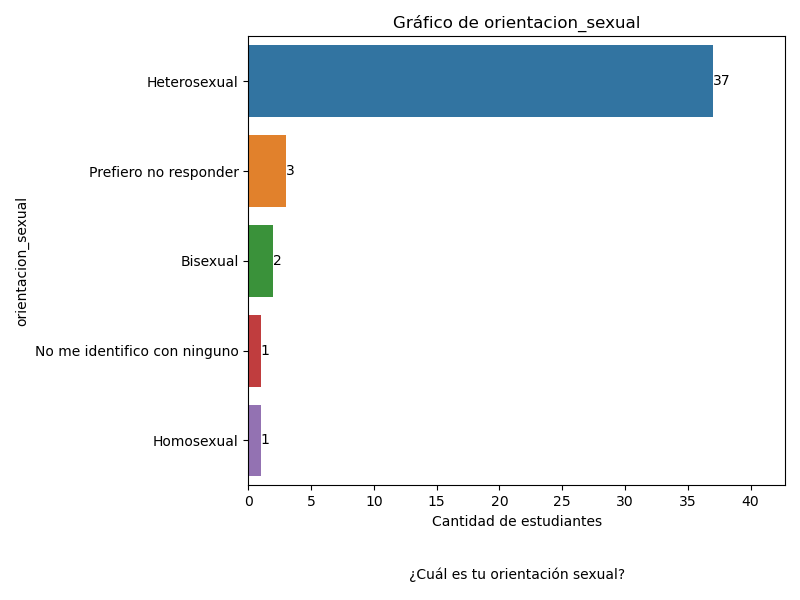 Gráfico de orientacion_sexual
orientacion_sexual
Heterosexual
37
Prefiero no responder
3
Bisexual
2
No me identifico con ninguno
1
Homosexual
1
0 5 10 15 20 25 30 35 40
Cantidad de estudiantes
¿Cuál es tu orientación sexual?